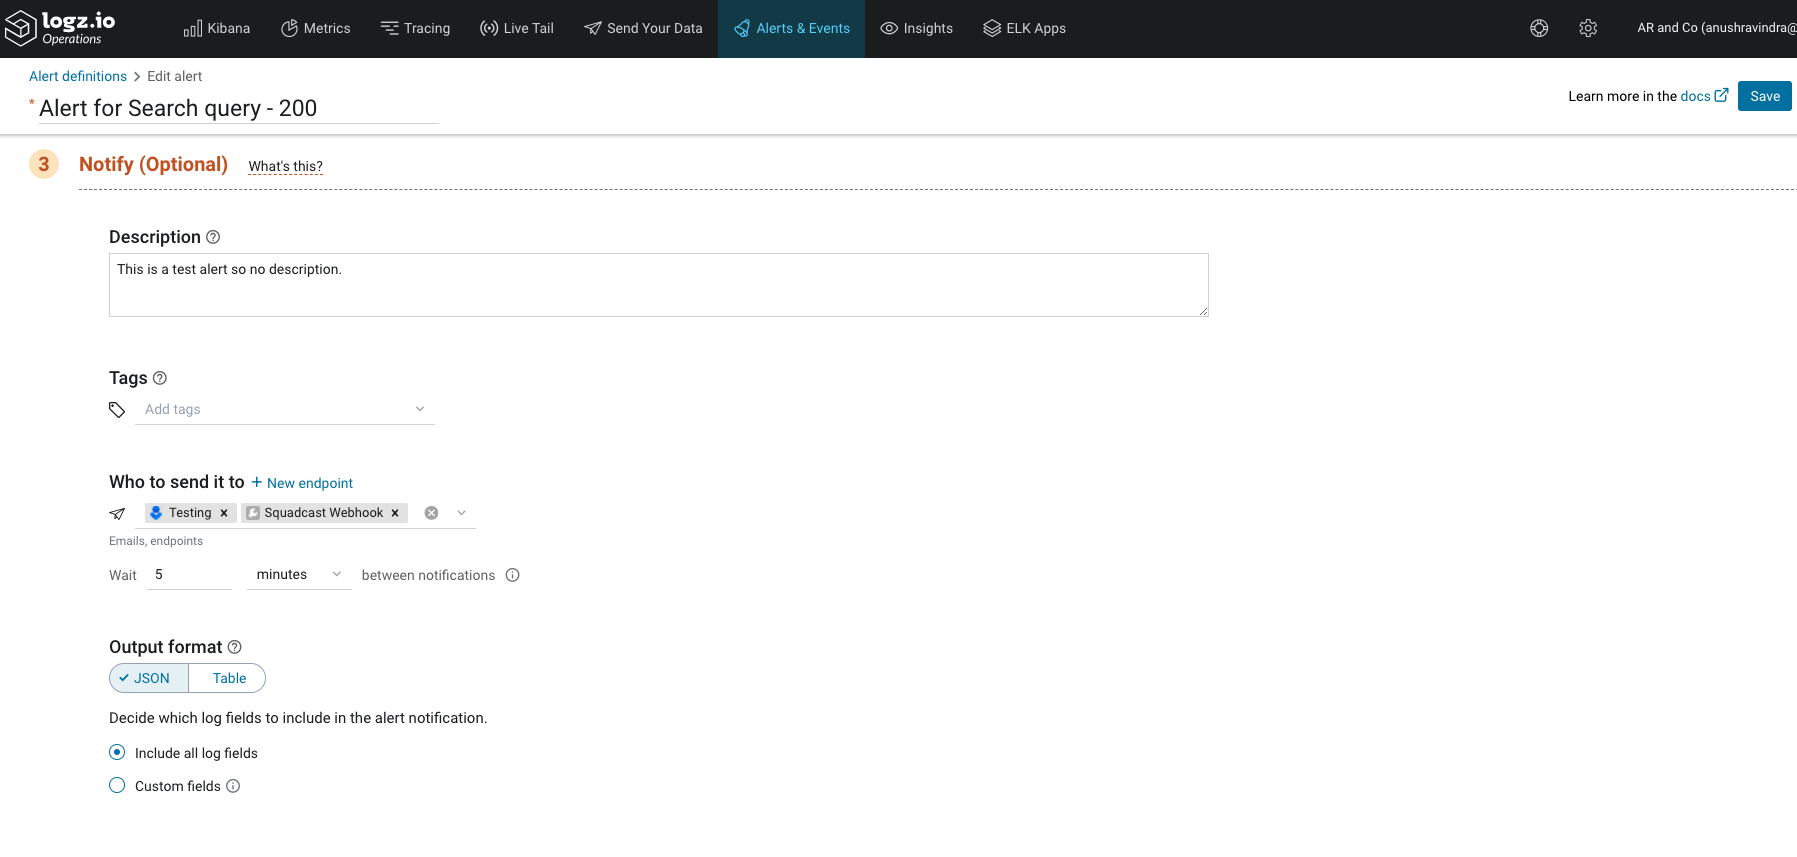 logz.io
Operations
Kibana
Metrics
Tracing
Live Tail
Send Your Data
Alerts & Events
Insights
ELK Apps
AR and Co (anushravindra@
Alert definitions > Edit alert
* Alert for Search query - 200
Learn more in the docs
Save
3 Notify (Optional) What's this?
Description
This is a test alert so no description.
Tags
Add tags
Who to send it to + New endpoint
Testing x Squadcast Webhook x
Emails, endpoints
Wait 5 minutes between notifications
Output format
JSON Table
Decide which log fields to include in the alert notification.
Include all log fields
Custom fields